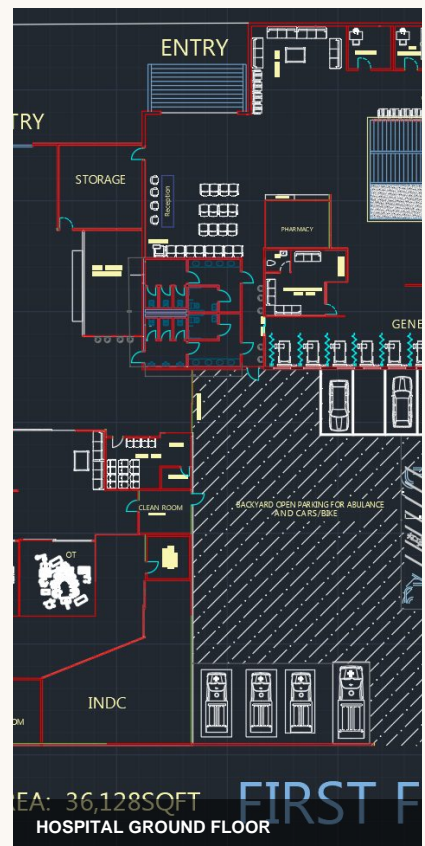 ENTRY
TRY
STORAGE
Reception
PHARMACY
GENE
BACKYARD OPEN PARKING FOR ABULANCE
AND CARS/BIKE
CLEAN ROOM
OT
INDC
OM
EA: 36,128SQFT
FIRST F
HOSPITAL GROUND FLOOR